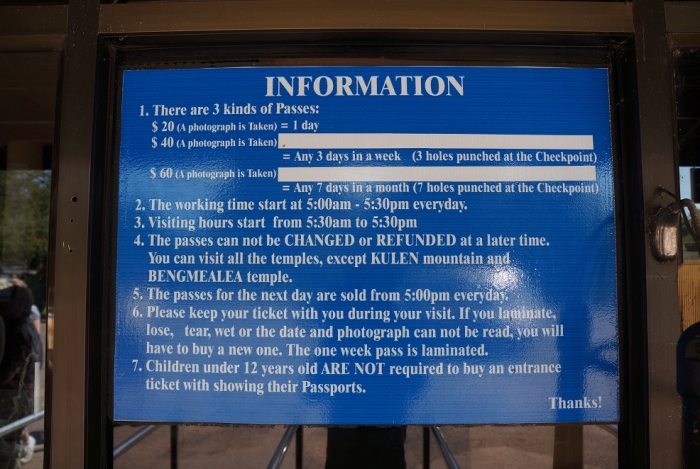 INFORMATION
1. There are 3 kinds of Passes:
$ 20 (A photograph is Taken) = 1 day
$ 40 (A photograph is Taken)
= Any 3 days in a week (3 holes punched at the Checkpoint)
$ 60 (A photograph is Taken)
= Any 7 days in a month (7 holes punched at the Checkpoint)
2. The working time start at 5:00am - 5:30pm everyday.
3. Visiting hours start from 5:30am to 5:30pm
4. The passes can not be CHANGED or REFUNDED at a later time.
You can visit all the temples, except KULEN mountain and
BENGMEALEA temple.
5. The passes for the next day are sold from 5:00pm everyday.
6. Please keep your ticket with you during your visit. If you laminate,
lose, tear, wet or the date and photograph can not be read, you will
have to buy a new one. The one week pass is laminated.
7. Children under 12 years old ARE NOT required to buy an entrance
ticket with showing their Passports.
Thanks!